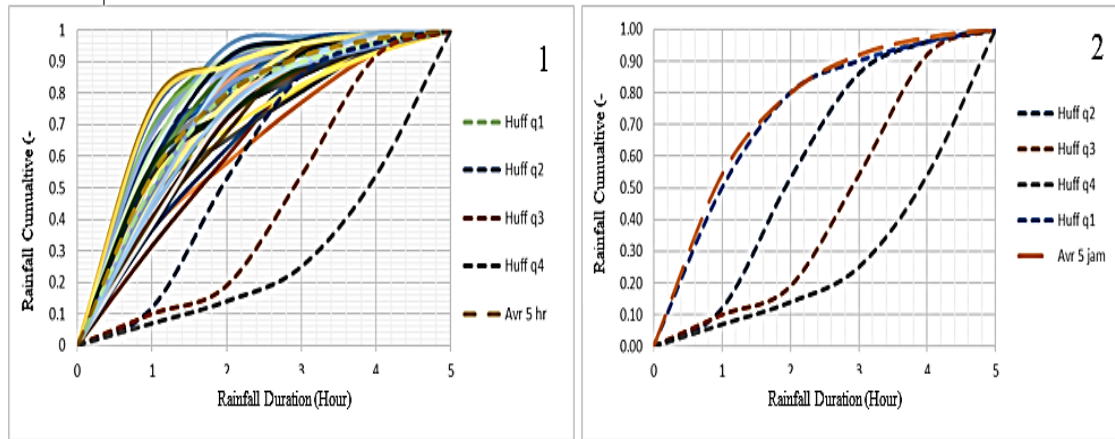 1
0.9
0.8
0.7
0.6
0.5
0.4
0.3
0.2
0.1
0
0 1 2 3 4 5
Rainfall Cumualtive (-
Rainfall Duration (Hour)
1
Huff q1
Huff q2
Huff q3
Huff q4
Avr 5 hr
1.00
0.90
0.80
0.70
0.60
0.50
0.40
0.30
0.20
0.10
0.00
0 1 2 3 4 5
Rainfall Cumualtive (-
Rainfall Duration (Hour)
2
Huff q2
Huff q3
Huff q4
Huff q1
Avr 5 jam